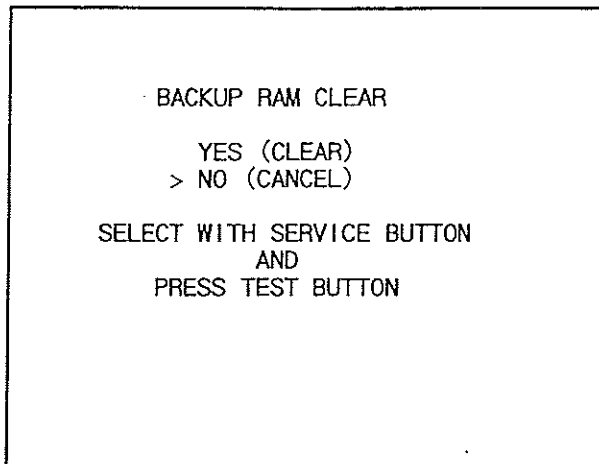 BACKUP RAM CLEAR
YES (CLEAR)
> NO (CANCEL)
SELECT WITH SERVICE BUTTON
AND
PRESS TEST BUTTON